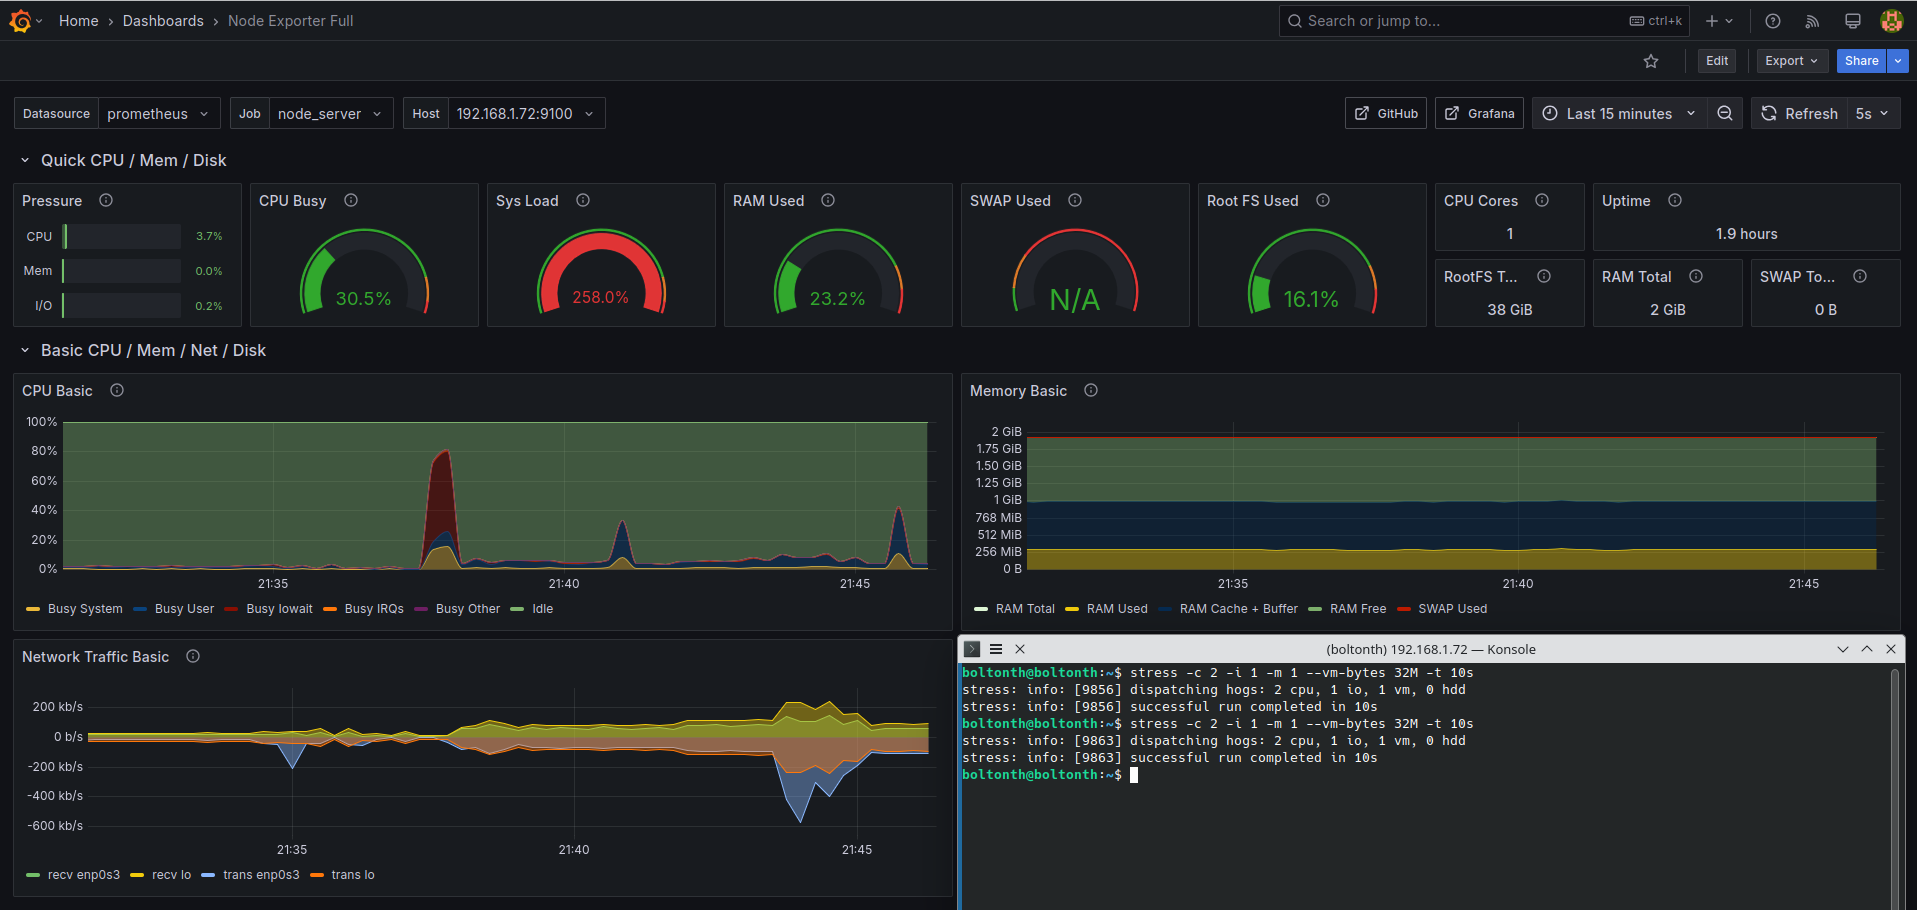 Home › Dashboards › Node Exporter Full
Search or jump to... ctrl+k
Edit Export Share
Datasource prometheus Job node_server Host 192.168.1.72:9100 GitHub Grafana Last 15 minutes Refresh 5s
Quick CPU / Mem / Disk
Pressure
CPU 3.7%
Mem 0.0%
I/O 0.2%
CPU Busy
30.5%
Sys Load
258.0%
RAM Used
23.2%
SWAP Used
N/A
Root FS Used
16.1%
CPU Cores
1
Uptime
1.9 hours
RootFS T...
38 GiB
RAM Total
2 GiB
SWAP To...
0 B
Basic CPU / Mem / Net / Disk
CPU Basic
100%
80%
60%
40%
20%
0%
21:35 21:40 21:45
Busy System Busy User Busy Iowait Busy IRQs Busy Other Idle
Memory Basic
2 GiB
1.75 GiB
1.50 GiB
1.25 GiB
1 GiB
768 MiB
512 MiB
256 MiB
0 B
21:35 21:40 21:45
RAM Total RAM Used RAM Cache + Buffer RAM Free SWAP Used
Network Traffic Basic
200 kb/s
0 b/s
-200 kb/s
-400 kb/s
-600 kb/s
21:35 21:40 21:45
recv enp0s3 recv lo trans enp0s3 trans lo
(boltonth) 192.168.1.72 — Konsole
boltonth@boltonth:~$ stress -c 2 -i 1 -m 1 --vm-bytes 32M -t 10s
stress: info: [9856] dispatching hogs: 2 cpu, 1 io, 1 vm, 0 hdd
stress: info: [9856] successful run completed in 10s
boltonth@boltonth:~$ stress -c 2 -i 1 -m 1 --vm-bytes 32M -t 10s
stress: info: [9863] dispatching hogs: 2 cpu, 1 io, 1 vm, 0 hdd
stress: info: [9863] successful run completed in 10s
boltonth@boltonth:~$